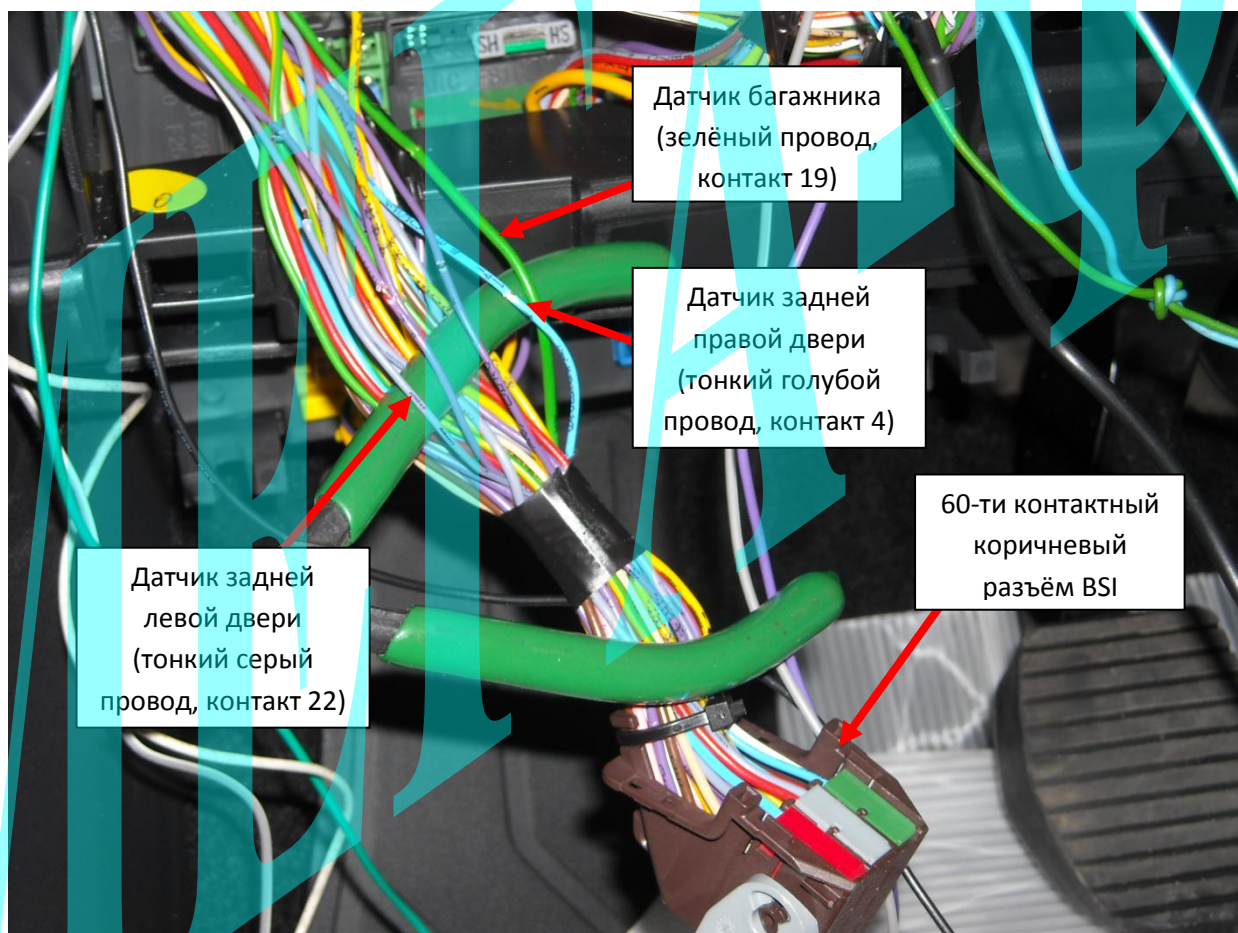 SH
HS
Датчик багажника
(зелёный провод,
контакт 19)
Датчик задней
правой двери
(тонкий голубой
провод, контакт 4)
60-ти контактный
коричневый
разъём BSI
Датчик задней
левой двери
(тонкий серый
провод, контакт 22)